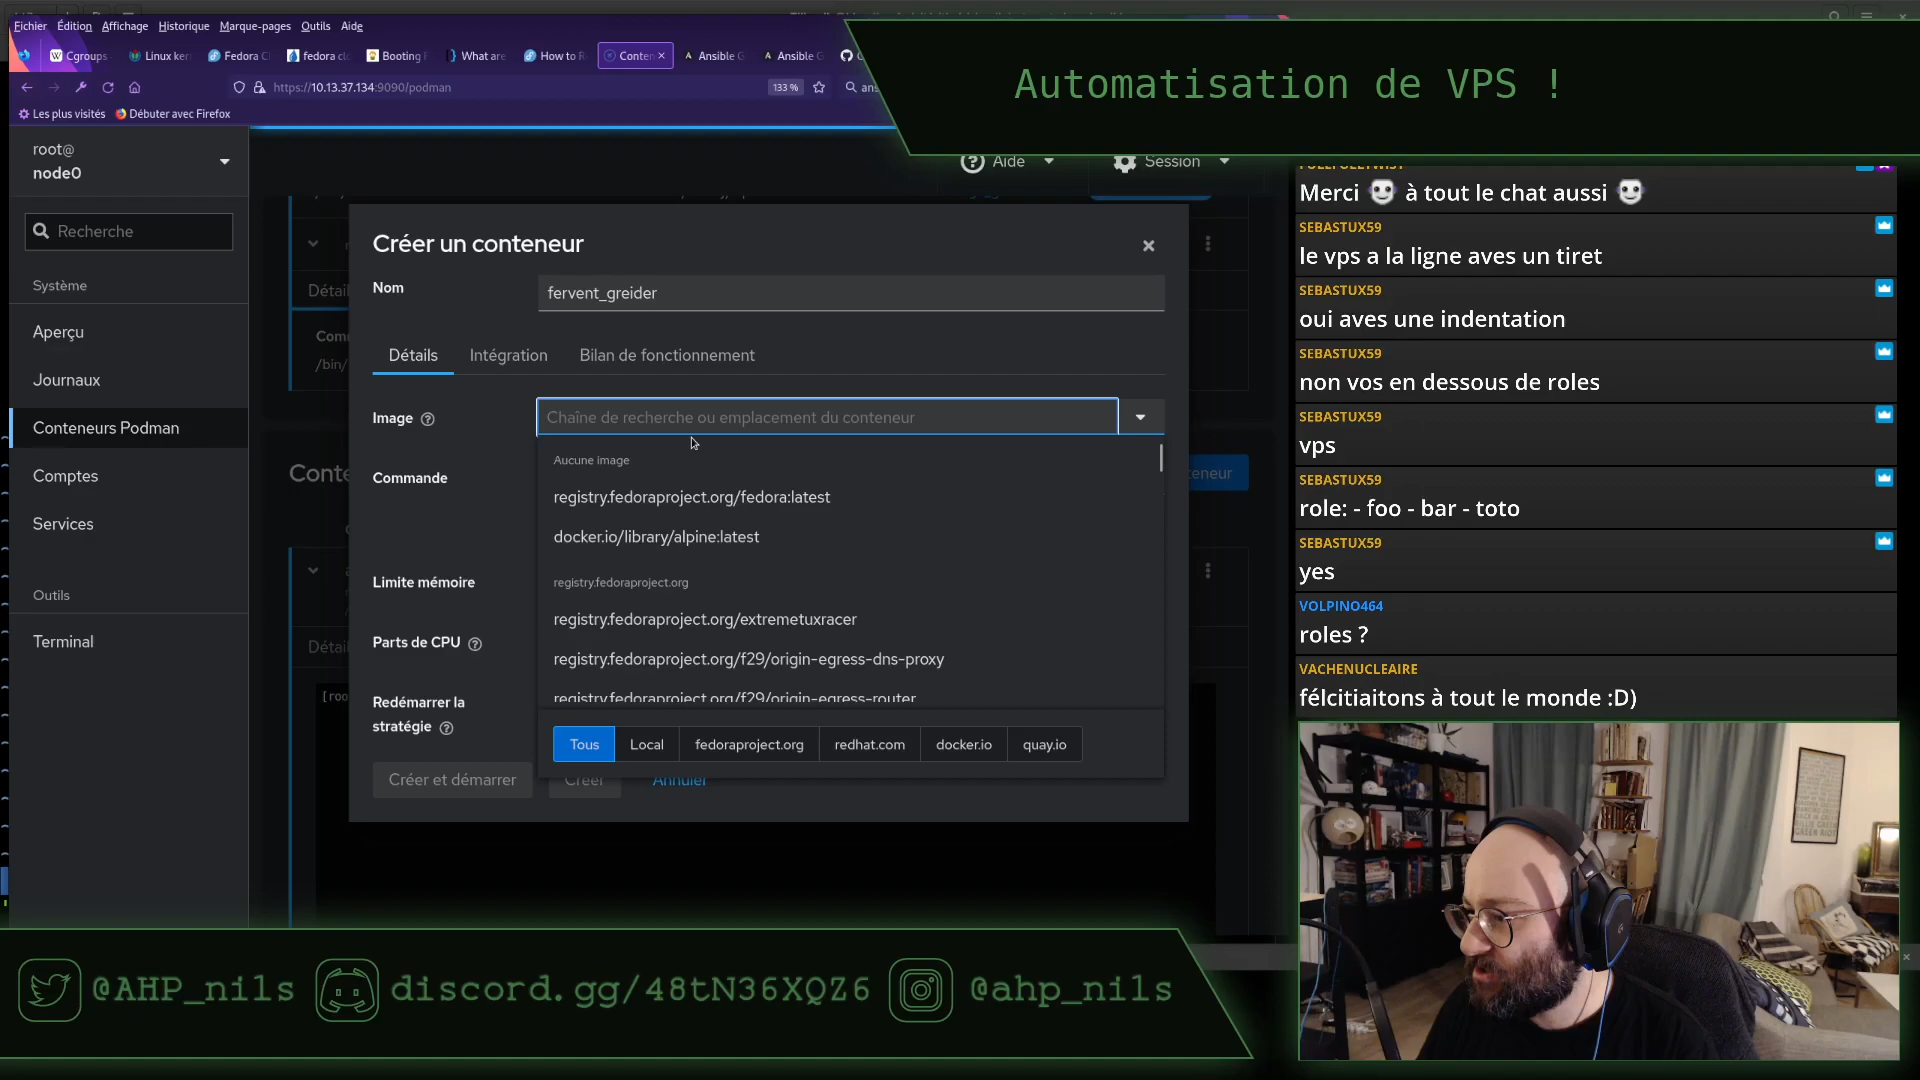 Fichier Édition Affichage Historique Marque-pages Outils Aide
Cgroups Linux ker Fedora C fedora cl Booting What are How to R Conten Ansible G Ansible G
https://10.13.37.134:9090/podman 133 % ans
Les plus visités Débuter avec Firefox
Automatisation de VPS !
root@
node0
Aide Session
Recherche
Système
Aperçu
Journaux
Conteneurs Podman
Comptes
Services
Outils
Terminal
Détail
Com
/bin/
Conte
teneur
Détail
[roo
Créer un conteneur
Nom fervent_greider
Détails Intégration Bilan de fonctionnement
Image Chaîne de recherche ou emplacement du conteneur
Commande
Limite mémoire
Parts de CPU
Redémarrer la
stratégie
Aucune image
registry.fedoraproject.org/fedora:latest
docker.io/library/alpine:latest
registry.fedoraproject.org
registry.fedoraproject.org/extremetuxracer
registry.fedoraproject.org/f29/origin-egress-dns-proxy
registry.fedoraproject.org/f29/origin-egress-router
Tous Local fedoraproject.org redhat.com docker.io quay.io
Créer et démarrer Créer Annuler
Merci à tout le chat aussi
SEBASTUX59
le vps a la ligne aves un tiret
SEBASTUX59
oui aves une indentation
SEBASTUX59
non vos en dessous de roles
SEBASTUX59
vps
SEBASTUX59
role: - foo - bar - toto
SEBASTUX59
yes
VOLPINO464
roles ?
VACHENUCLEAIRE
félcitiaitons à tout le monde :D)
@AHP_nils discord.gg/48tN36XQZ6 @ahp_nils